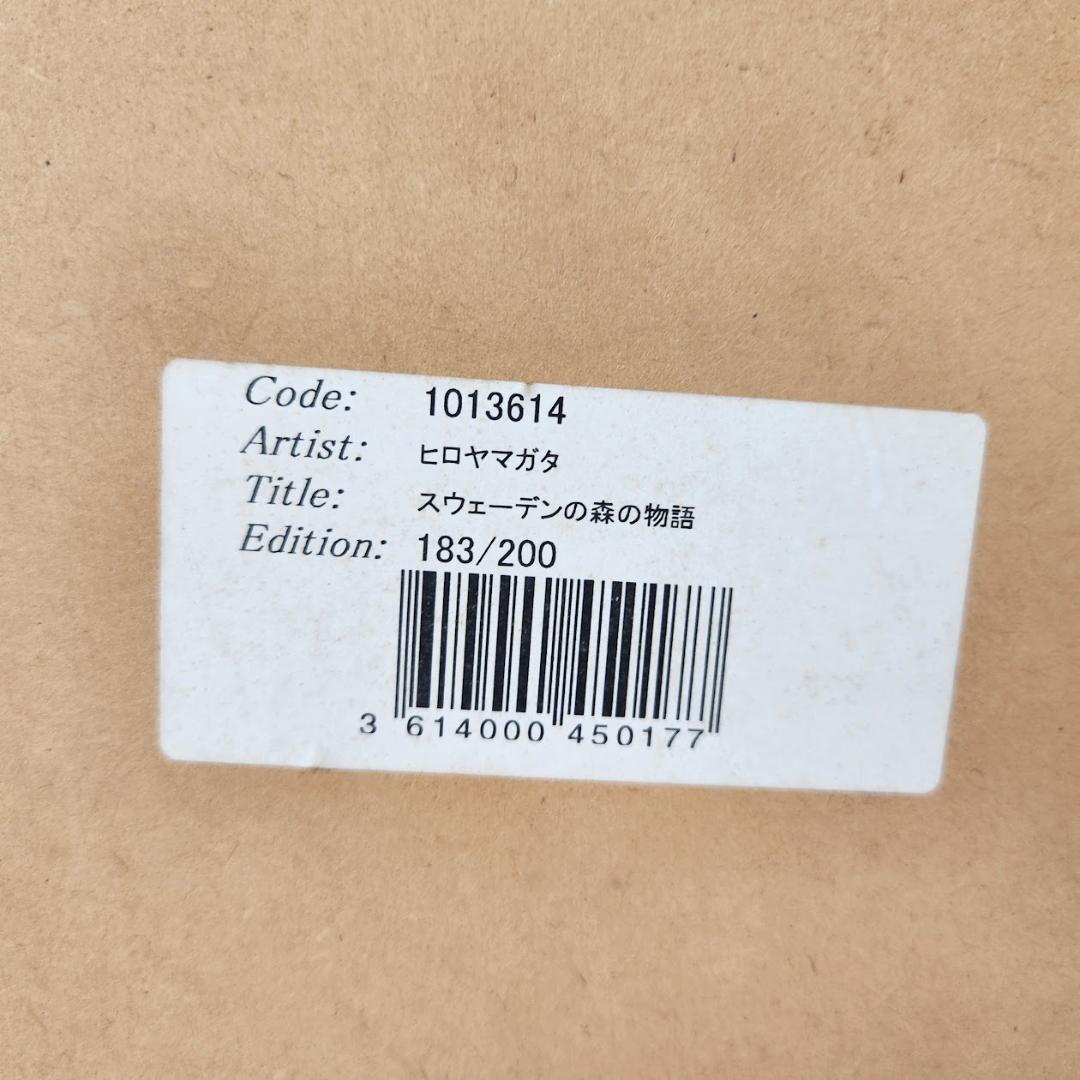 Code: 1013614
Artist: ヒロヤマガタ
Title: スウェーデンの森の物語
Edition: 183/200
3 614000 450177